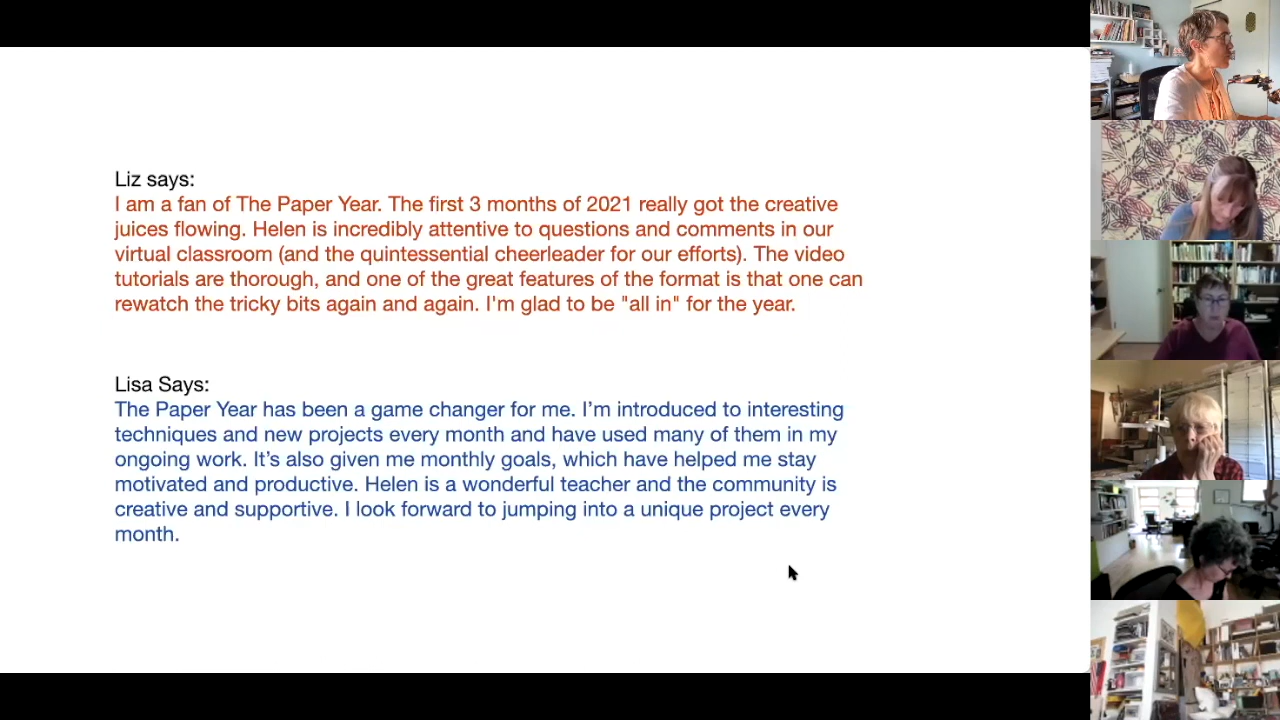 Liz says:
I am a fan of The Paper Year. The first 3 months of 2021 really got the creative
juices flowing. Helen is incredibly attentive to questions and comments in our
virtual classroom (and the quintessential cheerleader for our efforts). The video
tutorials are thorough, and one of the great features of the format is that one can
rewatch the tricky bits again and again. I'm glad to be "all in" for the year.
Lisa Says:
The Paper Year has been a game changer for me. I’m introduced to interesting
techniques and new projects every month and have used many of them in my
ongoing work. It’s also given me monthly goals, which have helped me stay
motivated and productive. Helen is a wonderful teacher and the community is
creative and supportive. I look forward to jumping into a unique project every
month.